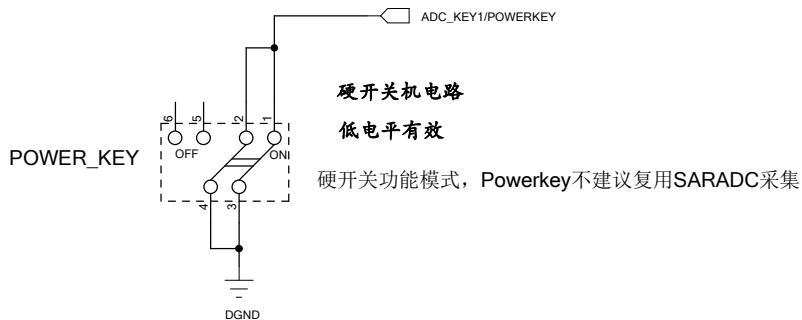 ADC_KEY1/POWERKEY
硬开关机电路
低电平有效
6 5 2 1
OFF ON
POWER_KEY
硬开关功能模式，Powerkey不建议复用SARADC采集
4 3
DGND